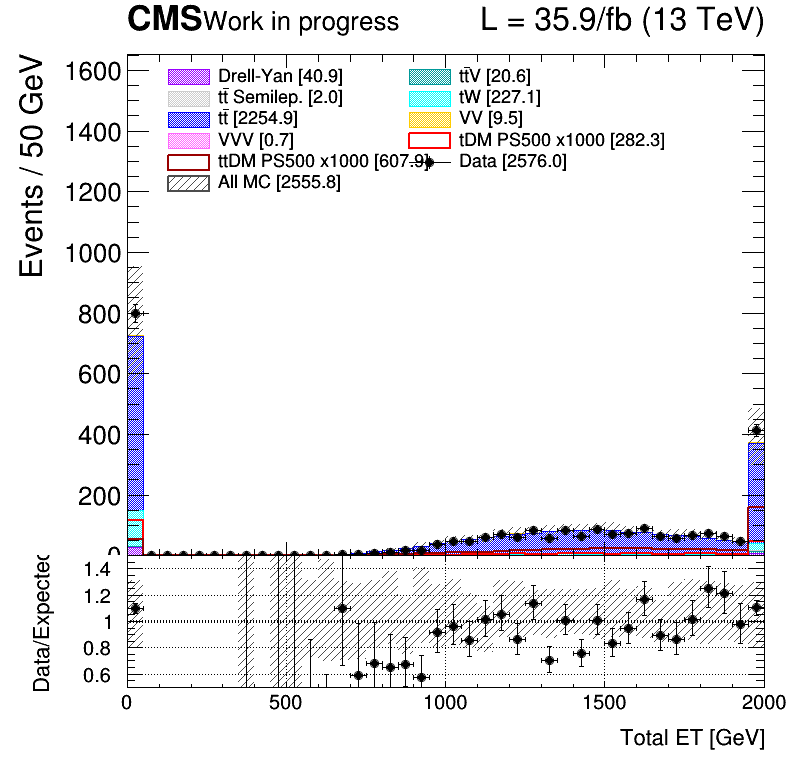 CMS Work in progress L = 35.9/fb (13 TeV)
Events / 50 GeV
1600
1400
1200
1000
800
600
400
200
0
Drell-Yan [40.9] tt̄V [20.6]
tt̄ Semilep. [2.0] tW [227.1]
tt̄ [2254.9] VV [9.5]
VVV [0.7] tDM PS500 x1000 [282.3]
ttDM PS500 x1000 [607.9] Data [2576.0]
All MC [2555.8]
Data/Expected
1.4
1.2
1
0.8
0.6
0 500 1000 1500 2000
Total ET [GeV]